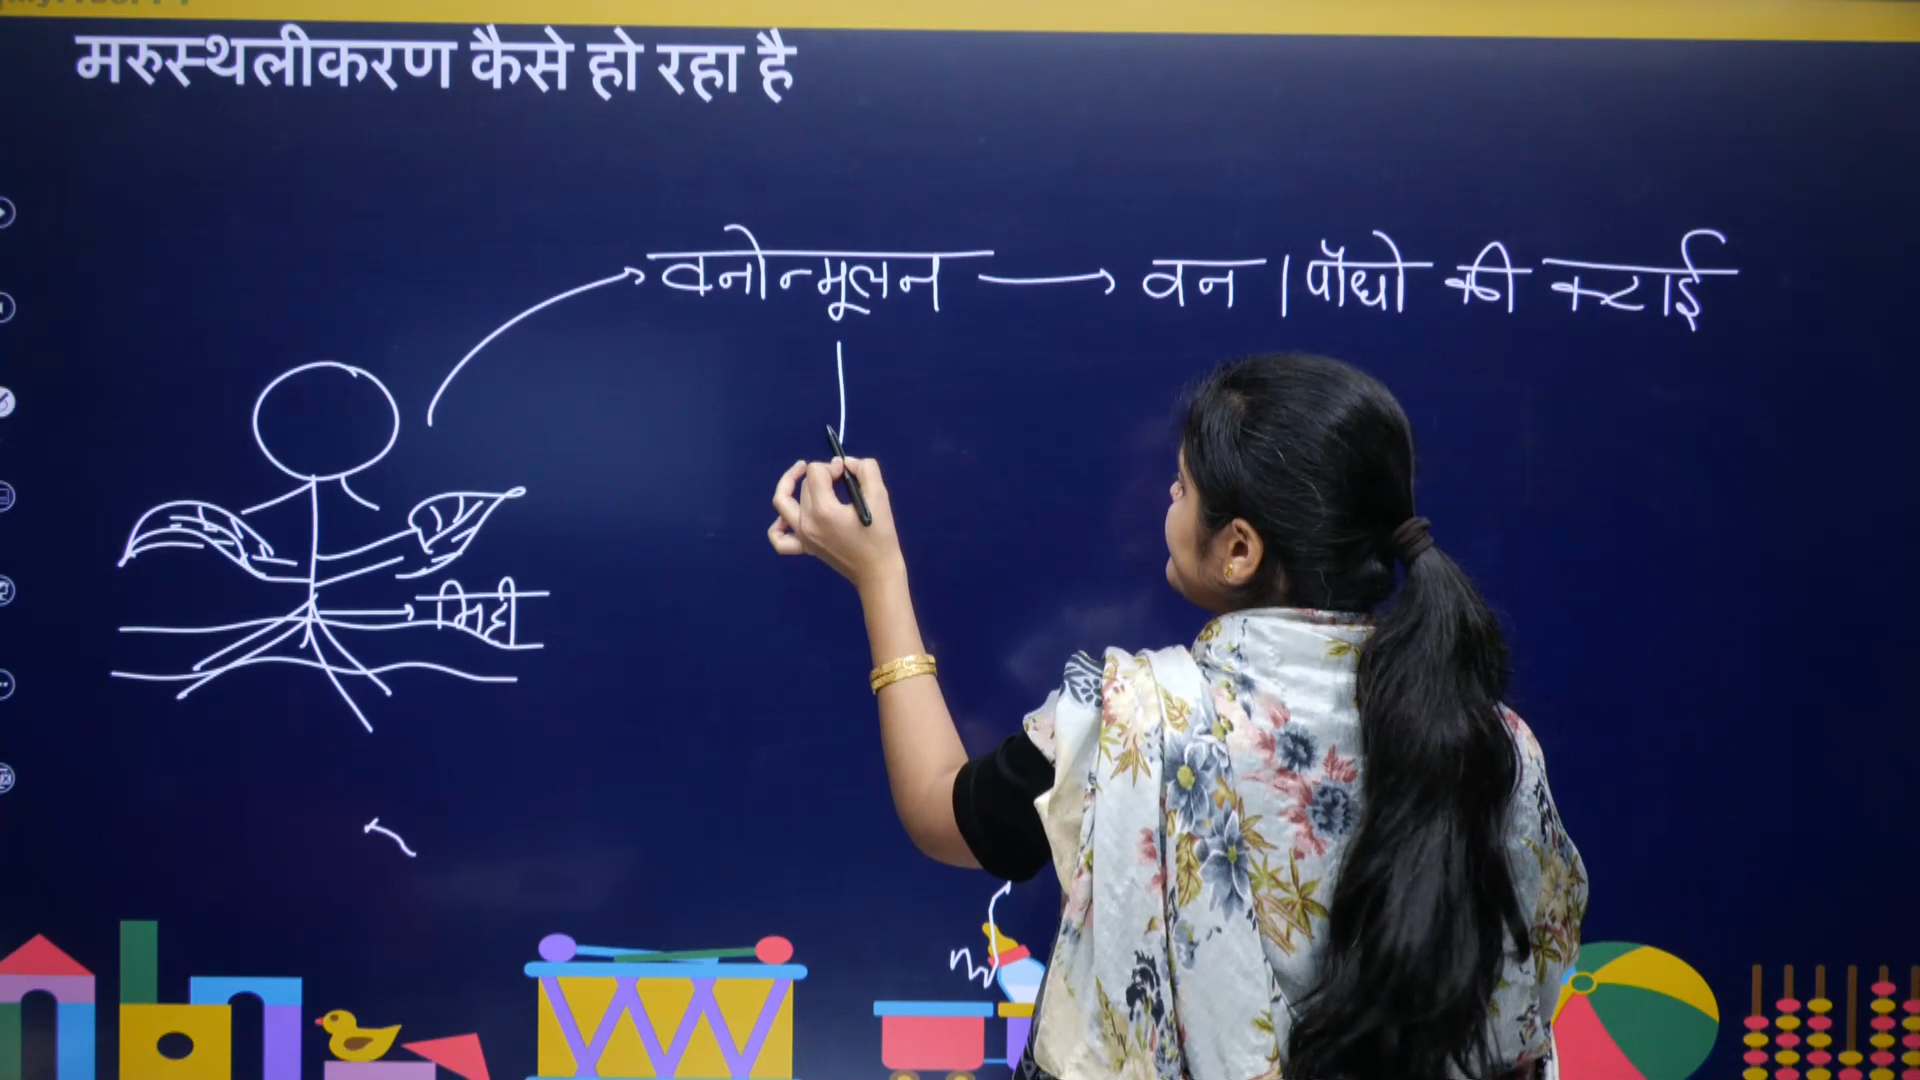 मरुस्थलीकरण कैसे हो रहा है
वनोन्मूलन → वन / पौधो की कटाई
मिट्टी